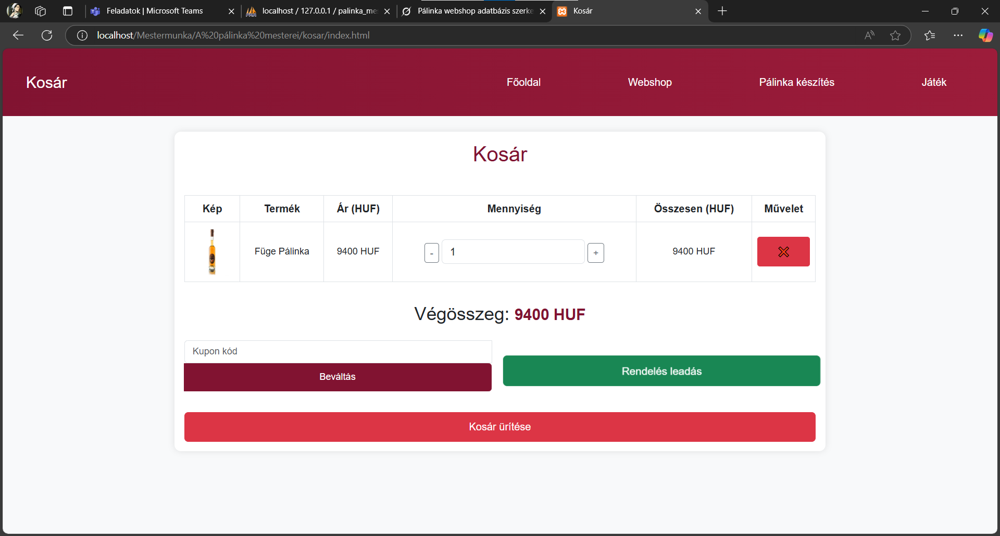 Feladatok | Microsoft Teams
localhost / 127.0.0.1 / palinka_me
Pálinka webshop adatbázis szerke
Kosár
localhost/Mestermunka/A%20pálinka%20mesterei/kosar/index.html
Kosár
Főoldal
Webshop
Pálinka készítés
Játék
Kosár
Kép
Termék
Ár (HUF)
Mennyiség
Összesen (HUF)
Művelet
Füge Pálinka
9400 HUF
-
1
+
9400 HUF
Végösszeg: 9400 HUF
Kupon kód
Beváltás
Rendelés leadás
Kosár ürítése